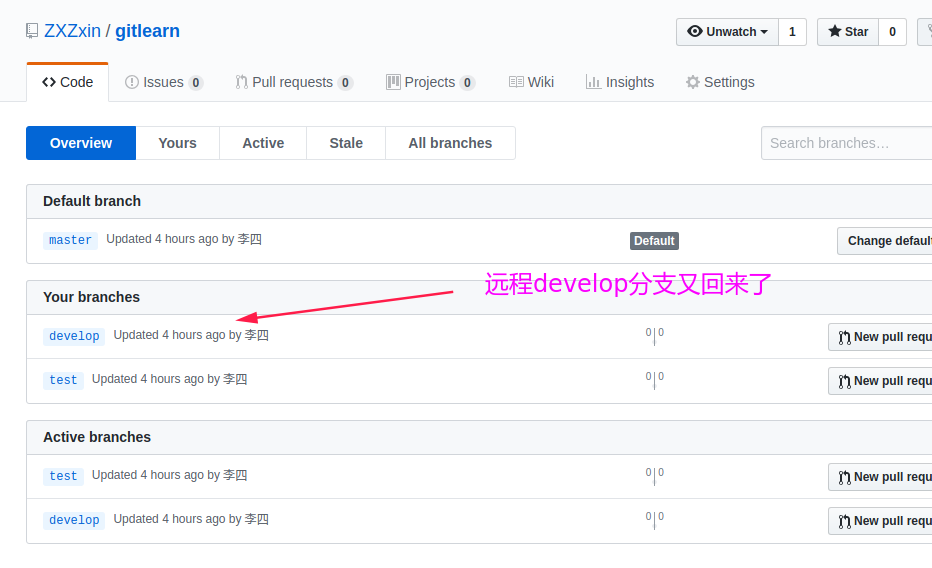 ZXZxin / gitlearn
Unwatch 1 Star 0
Code Issues 0 Pull requests 0 Projects 0 Wiki Insights Settings
Overview Yours Active Stale All branches Search branches…
Default branch
master Updated 4 hours ago by 李四 Default Change defaul
远程develop分支又回来了
Your branches
develop Updated 4 hours ago by 李四 0 0 New pull requ
test Updated 4 hours ago by 李四 0 0 New pull requ
Active branches
test Updated 4 hours ago by 李四 0 0 New pull requ
develop Updated 4 hours ago by 李四 0 0 New pull requ